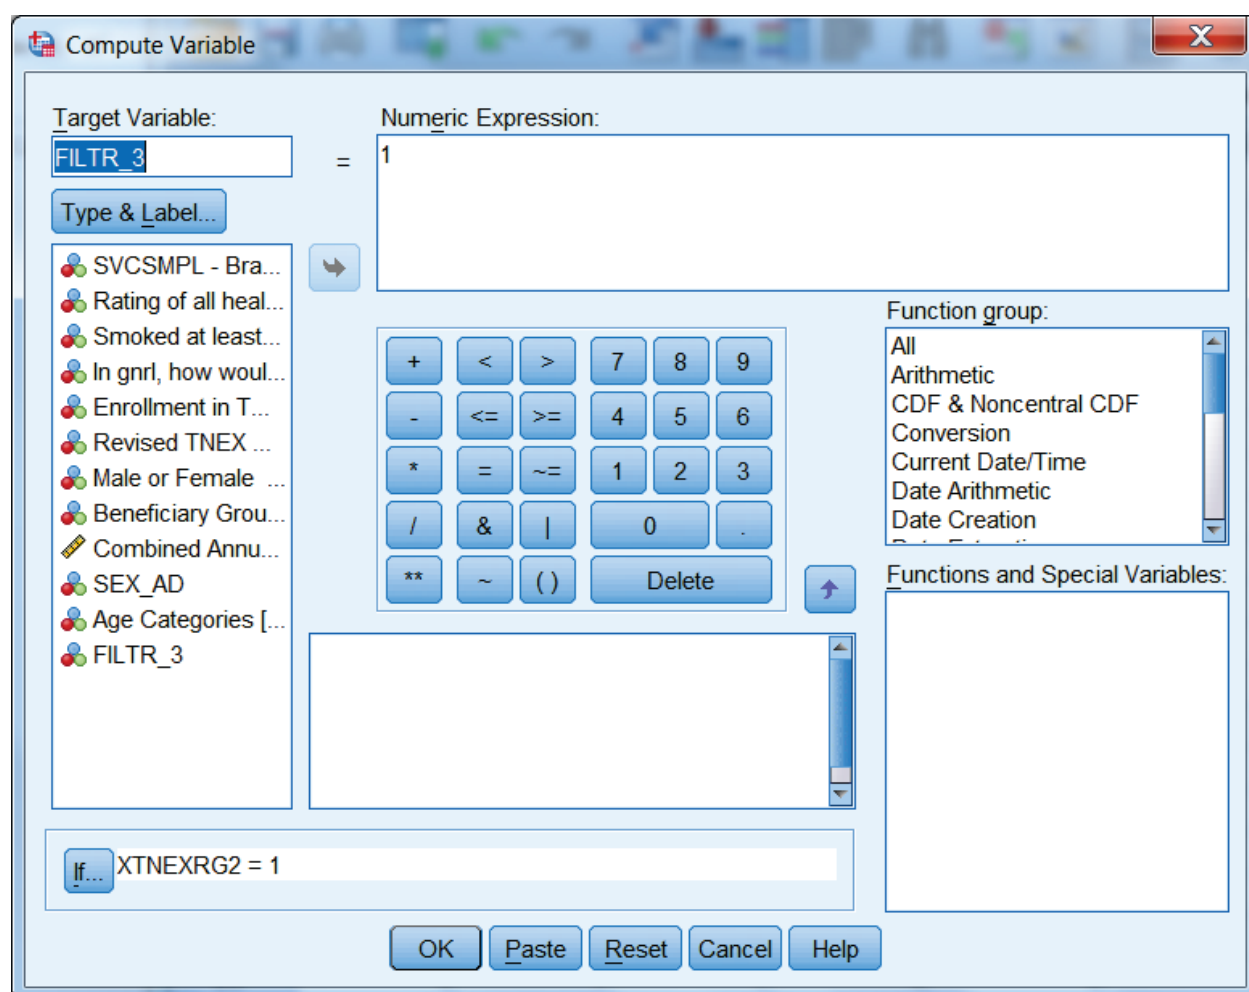 Compute Variable
X
Target Variable:
FILTR_3
=
Numeric Expression:
1
Type & Label...
SVCSMPL - Bra...
Rating of all heal...
Smoked at least...
In gnrl, how woul...
Enrollment in T...
Revised TNEX ...
Male or Female ...
Beneficiary Grou...
Combined Annu...
SEX_AD
Age Categories [...
FILTR_3
+ < > 7 8 9
- <= >= 4 5 6
* = ~= 1 2 3
/ & | 0 .
** ~ ( ) Delete
Function group:
All
Arithmetic
CDF & Noncentral CDF
Conversion
Current Date/Time
Date Arithmetic
Date Creation
Functions and Special Variables:
If... XTNEXRG2 = 1
OK Paste Reset Cancel Help